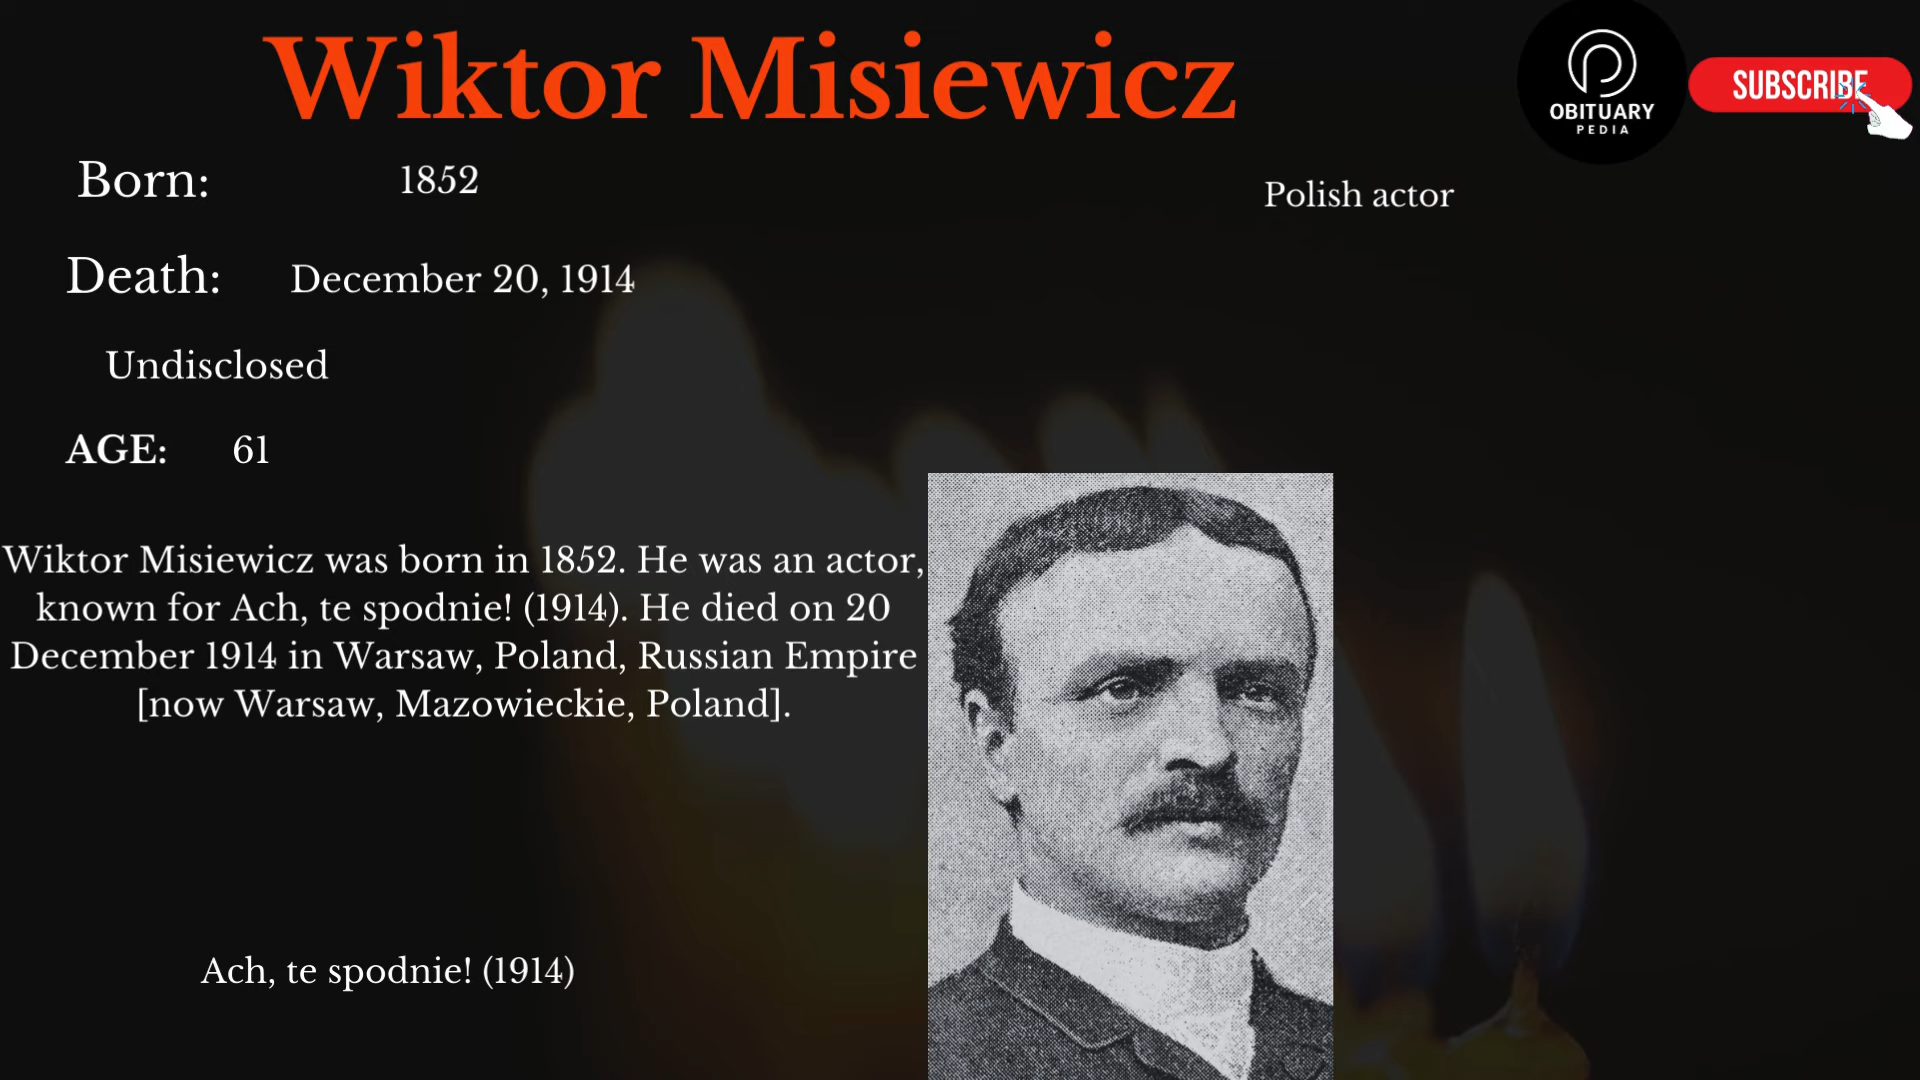 Wiktor Misiewicz
OBITUARY
PEDIA
SUBSCRIBE
Born: 1852
Polish actor
Death: December 20, 1914
Undisclosed
AGE: 61
Wiktor Misiewicz was born in 1852. He was an actor,
known for Ach, te spodnie! (1914). He died on 20
December 1914 in Warsaw, Poland, Russian Empire
[now Warsaw, Mazowieckie, Poland].
Ach, te spodnie! (1914)